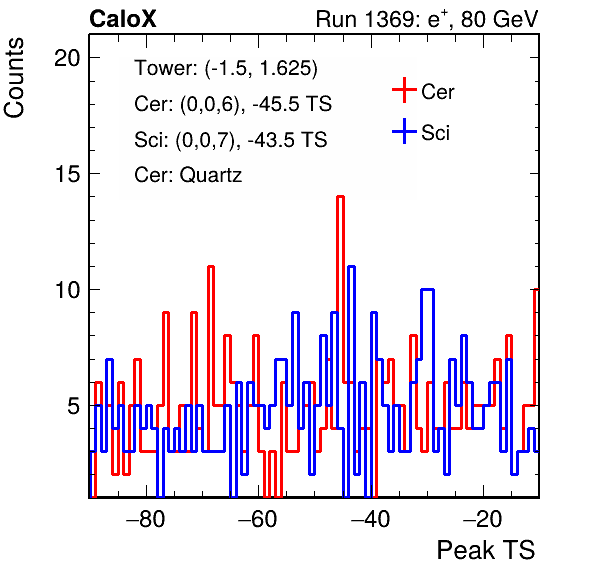 CaloX Run 1369: e⁺, 80 GeV
Counts
20
15
10
5
Tower: (-1.5, 1.625)
Cer: (0,0,6), -45.5 TS
Sci: (0,0,7), -43.5 TS
Cer: Quartz
Cer
Sci
−80 −60 −40 −20
Peak TS